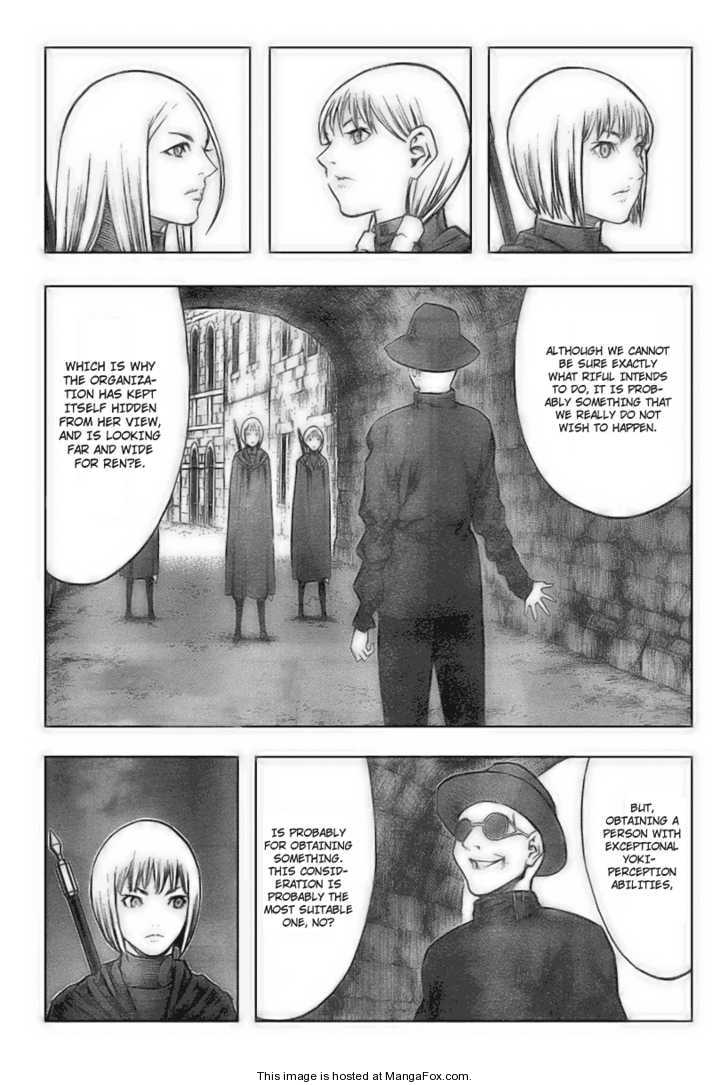 ALTHOUGH WE CANNOT
BE SURE EXACTLY
WHAT RIFUL INTENDS
TO DO, IT IS PROB-
ABLY SOMETHING THAT
WE REALLY DO NOT
WISH TO HAPPEN.
WHICH IS WHY
THE ORGANIZA-
TION HAS KEPT
ITSELF HIDDEN
FROM HER VIEW,
AND IS LOOKING
FAR AND WIDE
FOR REN?E.
BUT,
OBTAINING A
PERSON WITH
EXCEPTIONAL
YOKI-
PERCEPTION
ABILITIES,
IS PROBABLY
FOR OBTAINING
SOMETHING.
THIS CONSID-
ERATION IS
PROBABLY THE
MOST SUITABLE
ONE, NO?
This image is hosted at MangaFox.com.